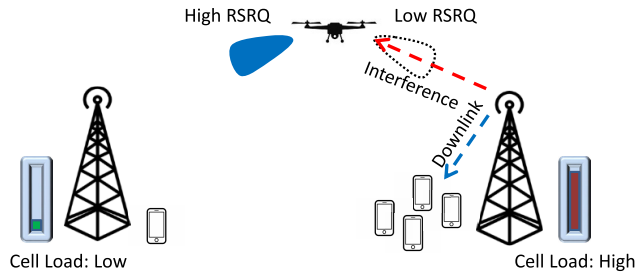 High RSRQ
Low RSRQ
Interference
Downlink
Cell Load: Low
Cell Load: High